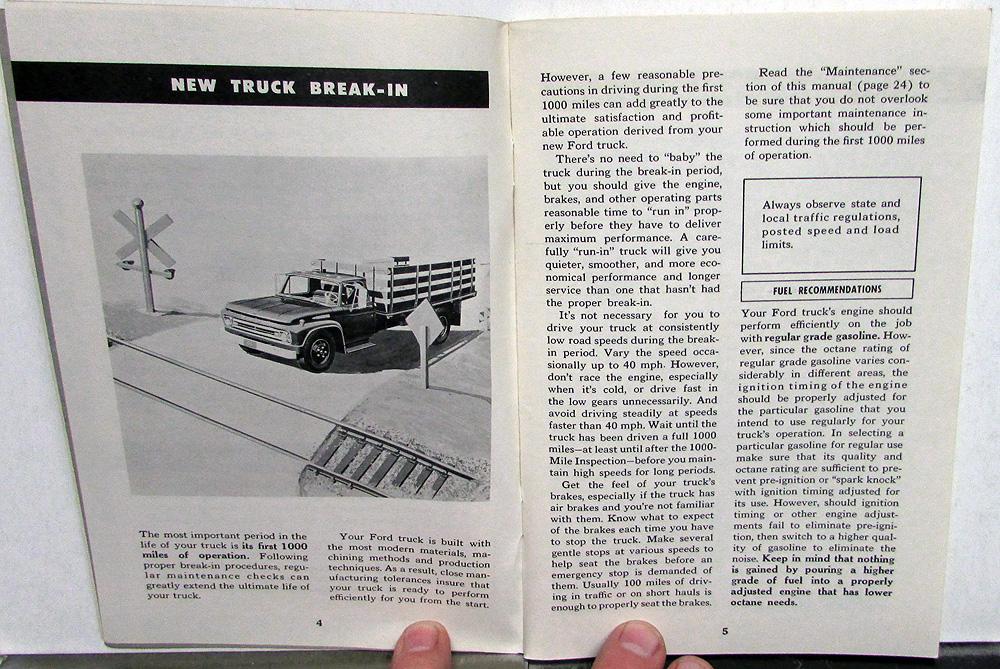 NEW TRUCK BREAK-IN
The most important period in the
life of your truck is its first 1000
miles of operation. Following
proper break-in procedures, regu-
lar maintenance checks can
greatly extend the ultimate life of
your truck.
Your Ford truck is built with
the most modern materials, ma-
chining methods and production
techniques. As a result, close man-
ufacturing tolerances insure that
your truck is ready to perform
efficiently for you from the start.
4
However, a few reasonable pre-
cautions in driving during the first
1000 miles can add greatly to the
ultimate satisfaction and profit-
able operation derived from your
new Ford truck.
There's no need to "baby" the
truck during the break-in period,
but you should give the engine,
brakes, and other operating parts
reasonable time to "run in" prop-
erly before they have to deliver
maximum performance. A care-
fully "run-in" truck will give you
quieter, smoother, and more eco-
nomical performance and longer
service than one that hasn't had
the proper break-in.
It's not necessary for you to
drive your truck at consistently
low road speeds during the break-
in period. Vary the speed occa-
sionally up to 40 mph. However,
don't race the engine, especially
when it's cold, or drive fast in
the low gears unnecessarily. And
avoid driving steadily at speeds
faster than 40 mph. Wait until the
truck has been driven a full 1000
miles—at least until after the 1000-
Mile Inspection—before you main-
tain high speeds for long periods.
Get the feel of your truck's
brakes, especially if the truck has
air brakes and you're not familiar
with them. Know what to expect
of the brakes each time you have
to stop the truck. Make several
gentle stops at various speeds to
help seat the brakes before an
emergency stop is demanded of
them. Usually 100 miles of driv-
ing in traffic or on short hauls is
enough to properly seat the brakes.
Read the "Maintenance" sec-
tion of this manual (page 24) to
be sure that you do not overlook
some important maintenance in-
struction which should be per-
formed during the first 1000 miles
of operation.
Always observe state and
local traffic regulations,
posted speed and load
limits.
FUEL RECOMMENDATIONS
Your Ford truck's engine should
perform efficiently on the job
with regular grade gasoline. How-
ever, since the octane rating of
regular grade gasoline varies con-
siderably in different areas, the
ignition timing of the engine
should be properly adjusted for
the particular gasoline that you
intend to use regularly for your
truck's operation. In selecting a
particular gasoline for regular use
make sure that its quality and
octane rating are sufficient to pre-
vent pre-ignition or "spark knock"
with ignition timing adjusted for
its use. However, should ignition
timing or other engine adjust-
ments fail to eliminate pre-igni-
tion, then switch to a higher qual-
ity of gasoline to eliminate the
noise. Keep in mind that nothing
is gained by pouring a higher
grade of fuel into a properly
adjusted engine that has lower
octane needs.
5